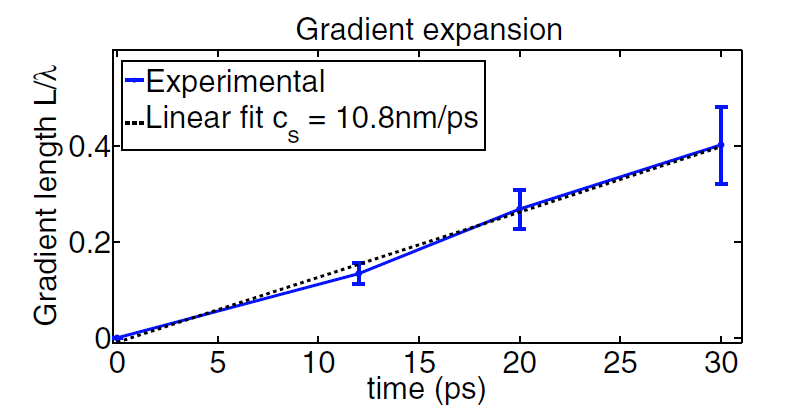 Gradient expansion
Experimental
Linear fit cs = 10.8nm/ps
Gradient length L/λ
0.4
0.2
0
0 5 10 15 20 25 30
time (ps)